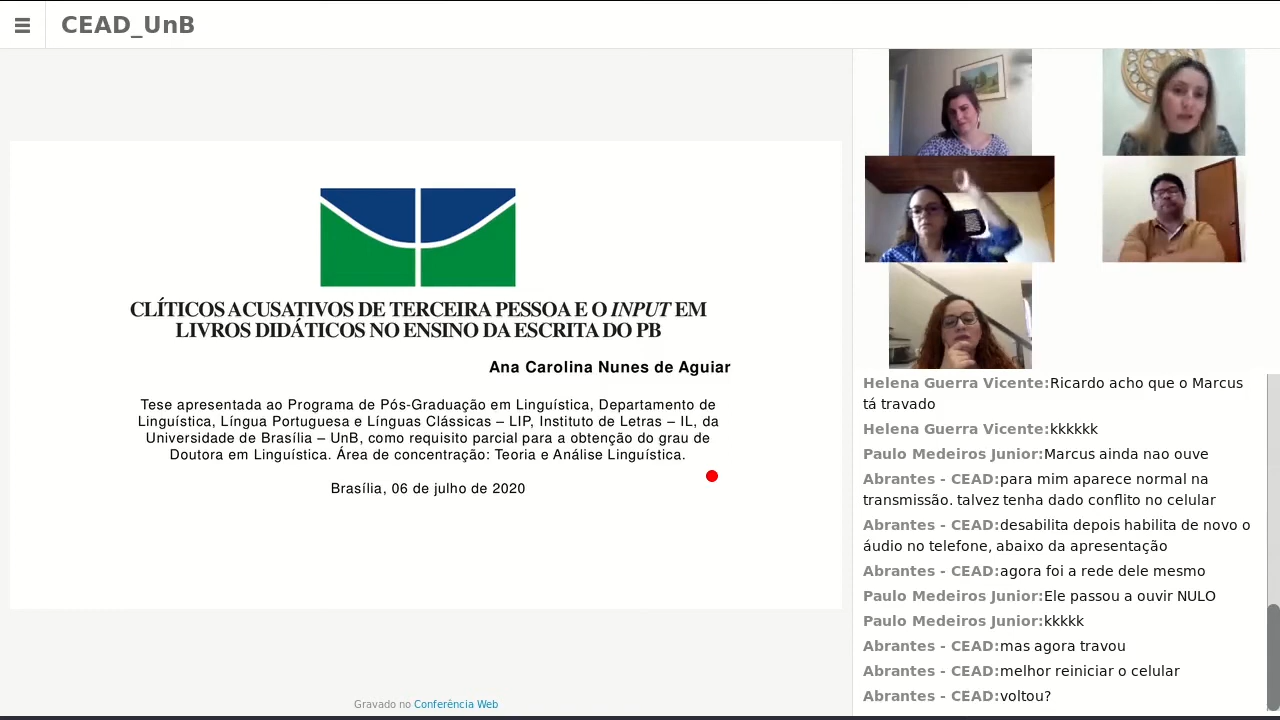 CEAD_UnB
CLÍTICOS ACUSATIVOS DE TERCEIRA PESSOA E O INPUT EM
LIVROS DIDÁTICOS NO ENSINO DA ESCRITA DO PB
Ana Carolina Nunes de Aguiar
Tese apresentada ao Programa de Pós-Graduação em Linguística, Departamento de
Linguística, Língua Portuguesa e Línguas Clássicas – LIP, Instituto de Letras – IL, da
Universidade de Brasília – UnB, como requisito parcial para a obtenção do grau de
Doutora em Linguística. Área de concentração: Teoria e Análise Linguística.
Brasília, 06 de julho de 2020
Gravado no Conferência Web
Helena Guerra Vicente:Ricardo acho que o Marcus
tá travado
Helena Guerra Vicente:kkkkkk
Paulo Medeiros Junior:Marcus ainda nao ouve
Abrantes - CEAD:para mim aparece normal na
transmissão. talvez tenha dado conflito no celular
Abrantes - CEAD:desabilita depois habilita de novo o
áudio no telefone, abaixo da apresentação
Abrantes - CEAD:agora foi a rede dele mesmo
Paulo Medeiros Junior:Ele passou a ouvir NULO
Paulo Medeiros Junior:kkkkk
Abrantes - CEAD:mas agora travou
Abrantes - CEAD:melhor reiniciar o celular
Abrantes - CEAD:voltou?